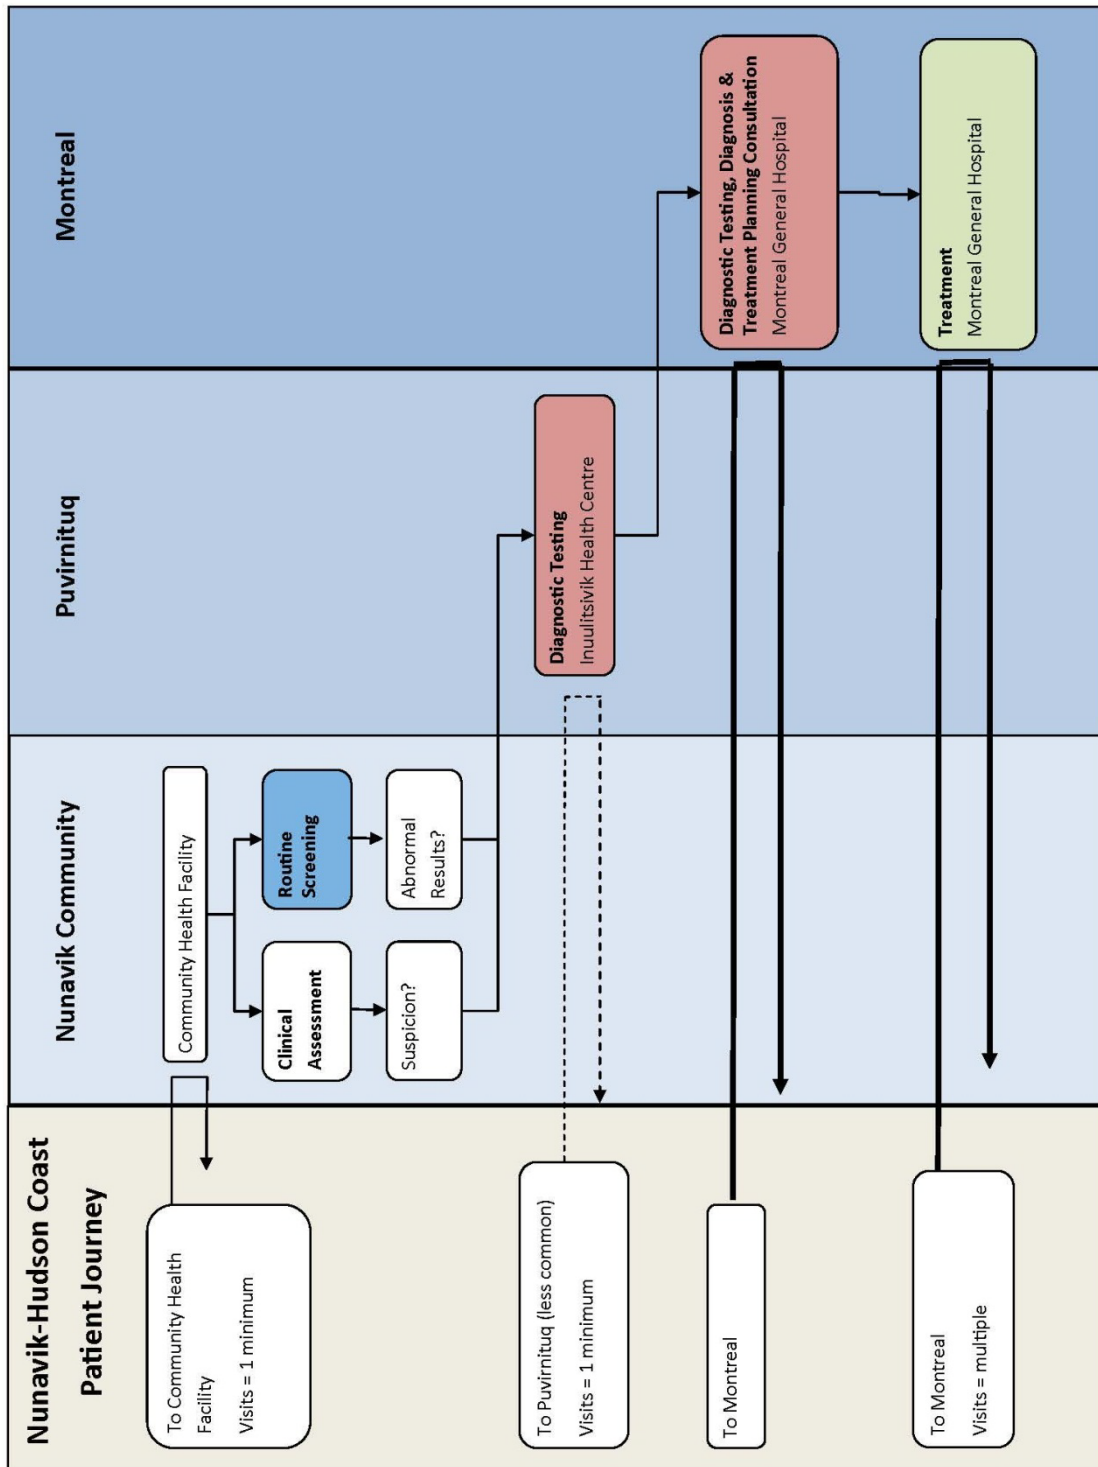 Nunavik-Hudson Coast
Patient Journey
Nunavik Community
Puvirnituq
Montreal
To Community Health
Facility
Visits = 1 minimum
Community Health Facility
Clinical
Assessment
Routine
Screening
Suspicion?
Abnormal
Results?
To Puvirnituq (less common)
Visits = 1 minimum
Diagnostic Testing
Inuulitsivik Health Centre
To Montreal
Diagnostic Testing, Diagnosis &
Treatment Planning Consultation
Montreal General Hospital
To Montreal
Visits = multiple
Treatment
Montreal General Hospital